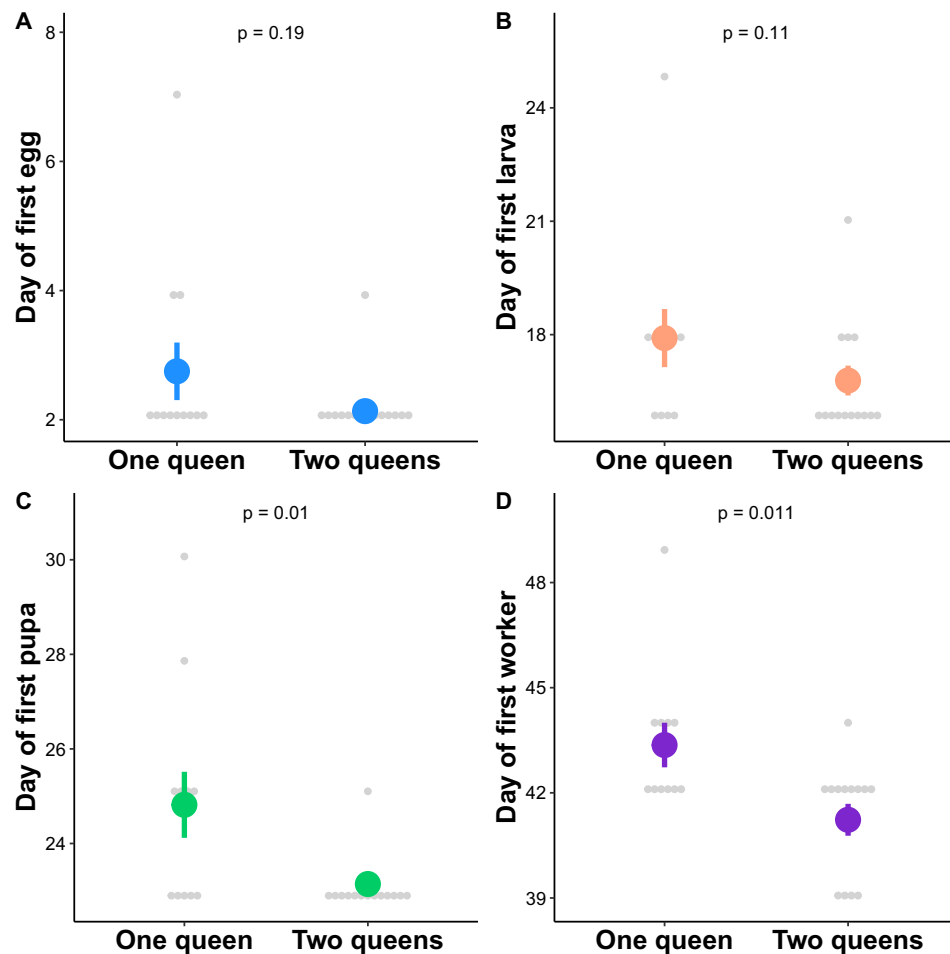 A
p = 0.19
Day of first egg
8
6
4
2
One queen
Two queens
B
p = 0.11
Day of first larva
24
21
18
One queen
Two queens
C
p = 0.01
Day of first pupa
30
28
26
24
One queen
Two queens
D
p = 0.011
Day of first worker
48
45
42
39
One queen
Two queens